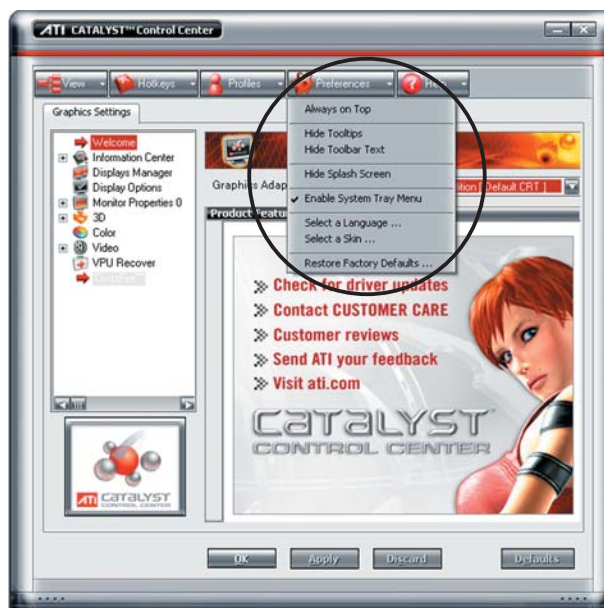 ATI CATALYST™ Control Center
View Hotkeys Profiles Preferences Help
Graphics Settings
Always on Top
Hide Tooltips
Hide Toolbar Text
Hide Splash Screen
Enable System Tray Menu
Select a Language ...
Select a Skin ...
Restore Factory Defaults ...
Welcome
Information Center
Displays Manager
Display Options
Monitor Properties 0
3D
Color
Video
VPU Recover
Graphics Adap
[Default CRT ]
Product Featu
Check for driver updates
Contact CUSTOMER CARE
Customer reviews
Send ATI your feedback
Visit ati.com
CATALYST™
CONTROL CENTER
ATI CATALYST
CONTROL CENTER
OK Apply Discard Defaults